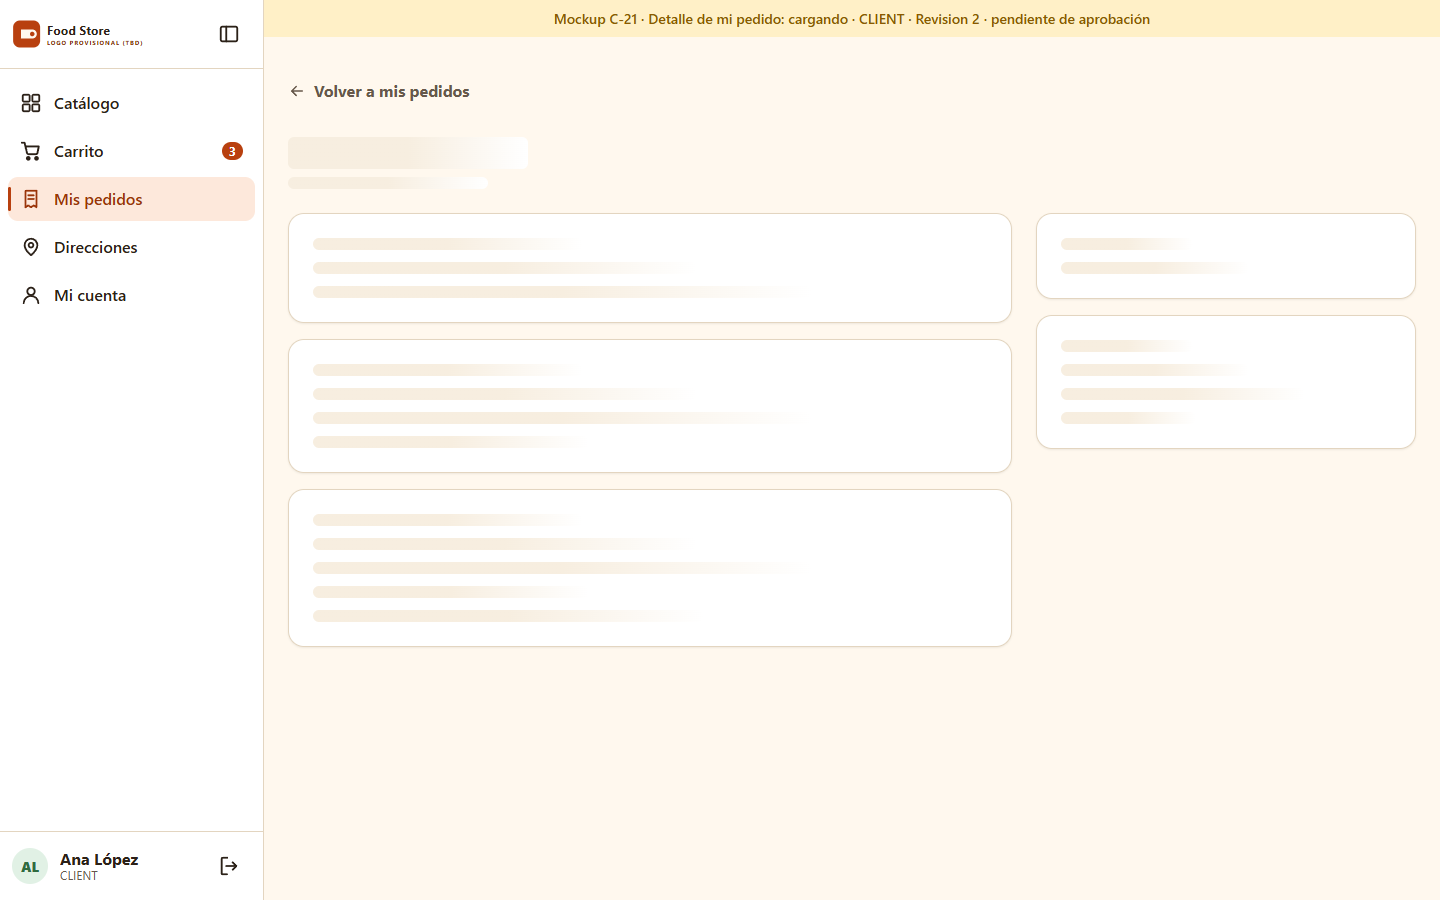 Food Store
LOGO PROVISIONAL (TBD)
Catálogo
Carrito
3
Mis pedidos
Direcciones
Mi cuenta
AL
Ana López
CLIENT
Mockup C-21 · Detalle de mi pedido: cargando · CLIENT · Revision 2 · pendiente de aprobación
Volver a mis pedidos